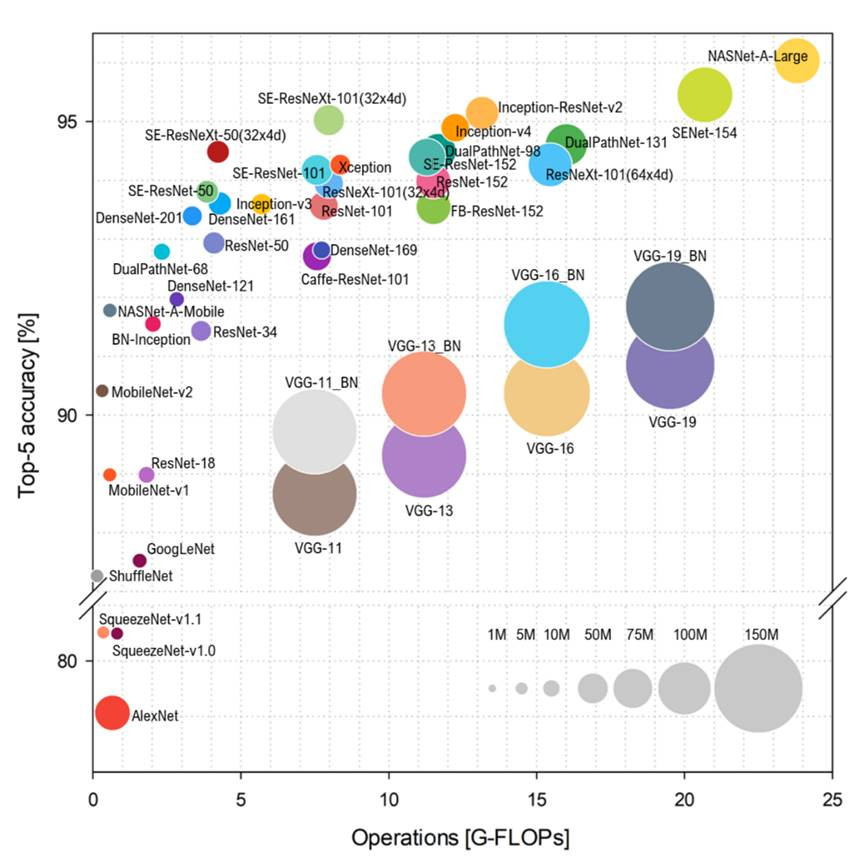 NASNet-A-Large
SE-ResNeXt-101(32x4d)
Inception-ResNet-v2
95
Inception-v4
SENet-154
SE-ResNeXt-50(32x4d)
DualPathNet-131
DualPathNet-98
SE-ResNet-152
Xception
SE-ResNet-101
ResNeXt-101(64x4d)
ResNet-152
SE-ResNet-50
ResNeXt-101(32x4d)
Inception-v3
ResNet-101
FB-ResNet-152
DenseNet-201
DenseNet-161
ResNet-50
DenseNet-169
VGG-19_BN
DualPathNet-68
VGG-16_BN
Caffe-ResNet-101
DenseNet-121
NASNet-A-Mobile
ResNet-34
BN-Inception
VGG-13_BN
VGG-11_BN
MobileNet-v2
90
VGG-19
VGG-16
ResNet-18
MobileNet-v1
VGG-13
GoogLeNet
VGG-11
ShuffleNet
SqueezeNet-v1.1
1M 5M 10M 50M 75M 100M 150M
SqueezeNet-v1.0
80
AlexNet
Top-5 accuracy [%]
0 5 10 15 20 25
Operations [G-FLOPs]